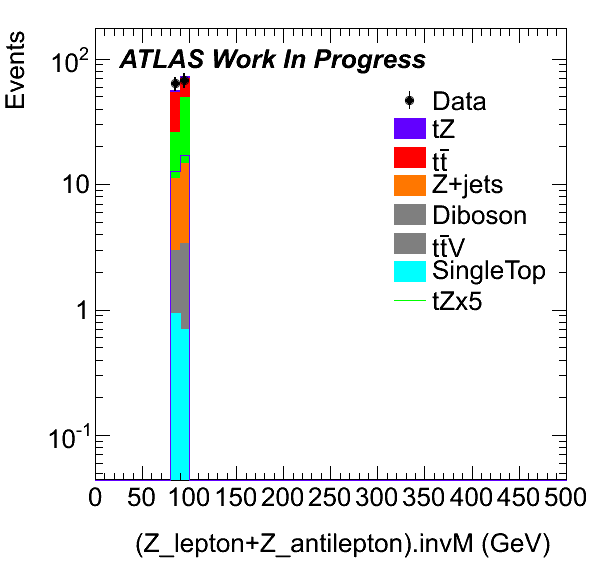 Events
10²
10
1
10⁻¹
ATLAS Work In Progress
Data
tZ
tt̄
Z+jets
Diboson
tt̄V
SingleTop
tZx5
0 50 100 150 200 250 300 350 400 450 500
(Z_lepton+Z_antilepton).invM (GeV)